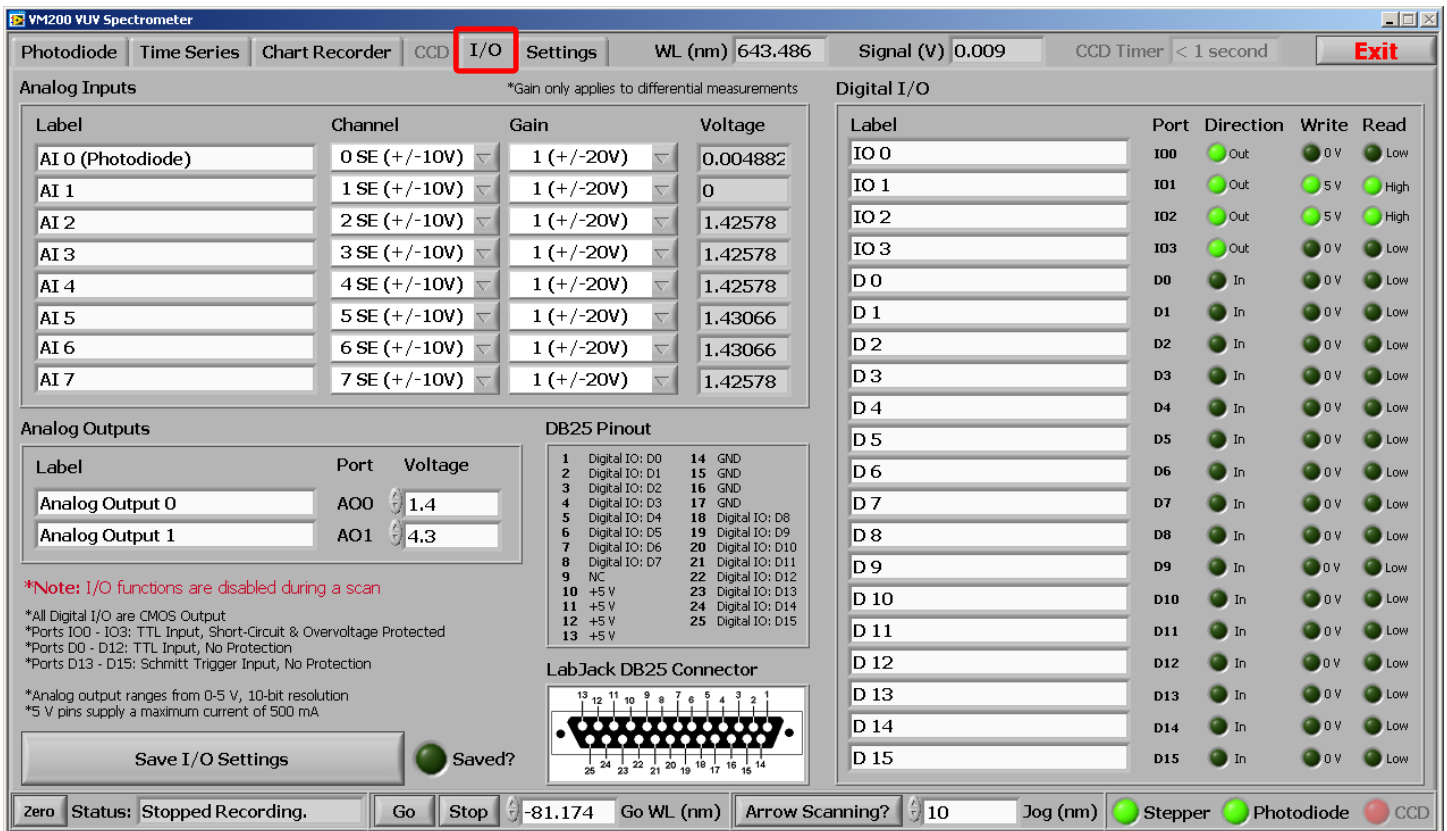 VM200 VUV Spectrometer
Photodiode Time Series Chart Recorder CCD I/O Settings WL (nm) 643.486 Signal (V) 0.009 CCD Timer < 1 second Exit
Analog Inputs *Gain only applies to differential measurements
Label Channel Gain Voltage
AI 0 (Photodiode) 0 SE (+/-10V) 1 (+/-20V) 0.004882
AI 1 1 SE (+/-10V) 1 (+/-20V) 0
AI 2 2 SE (+/-10V) 1 (+/-20V) 1.42578
AI 3 3 SE (+/-10V) 1 (+/-20V) 1.42578
AI 4 4 SE (+/-10V) 1 (+/-20V) 1.42578
AI 5 5 SE (+/-10V) 1 (+/-20V) 1.43066
AI 6 6 SE (+/-10V) 1 (+/-20V) 1.43066
AI 7 7 SE (+/-10V) 1 (+/-20V) 1.42578
Analog Outputs
Label Port Voltage
Analog Output 0 AO0 1.4
Analog Output 1 AO1 4.3
*Note: I/O functions are disabled during a scan
*All Digital I/O are CMOS Output
*Ports IO0 - IO3: TTL Input, Short-Circuit & Overvoltage Protected
*Ports D0 - D12: TTL Input, No Protection
*Ports D13 - D15: Schmitt Trigger Input, No Protection
*Analog output ranges from 0-5 V, 10-bit resolution
*5 V pins supply a maximum current of 500 mA
Save I/O Settings Saved?
DB25 Pinout
1 Digital IO: D0 14 GND
2 Digital IO: D1 15 GND
3 Digital IO: D2 16 GND
4 Digital IO: D3 17 GND
5 Digital IO: D4 18 Digital IO: D8
6 Digital IO: D5 19 Digital IO: D9
7 Digital IO: D6 20 Digital IO: D10
8 Digital IO: D7 21 Digital IO: D11
9 NC 22 Digital IO: D12
10 +5 V 23 Digital IO: D13
11 +5 V 24 Digital IO: D14
12 +5 V 25 Digital IO: D15
13 +5 V
LabJack DB25 Connector
13 12 11 10 9 8 7 6 5 4 3 2 1
25 24 23 22 21 20 19 18 17 16 15 14
Digital I/O
Label Port Direction Write Read
IO 0 IO0 Out 0 V Low
IO 1 IO1 Out 5 V High
IO 2 IO2 Out 5 V High
IO 3 IO3 Out 0 V Low
D 0 D0 In 0 V Low
D 1 D1 In 0 V Low
D 2 D2 In 0 V Low
D 3 D3 In 0 V Low
D 4 D4 In 0 V Low
D 5 D5 In 0 V Low
D 6 D6 In 0 V Low
D 7 D7 In 0 V Low
D 8 D8 In 0 V Low
D 9 D9 In 0 V Low
D 10 D10 In 0 V Low
D 11 D11 In 0 V Low
D 12 D12 In 0 V Low
D 13 D13 In 0 V Low
D 14 D14 In 0 V Low
D 15 D15 In 0 V Low
Zero Status: Stopped Recording. Go Stop -81.174 Go WL (nm) Arrow Scanning? 10 Jog (nm) Stepper Photodiode CCD